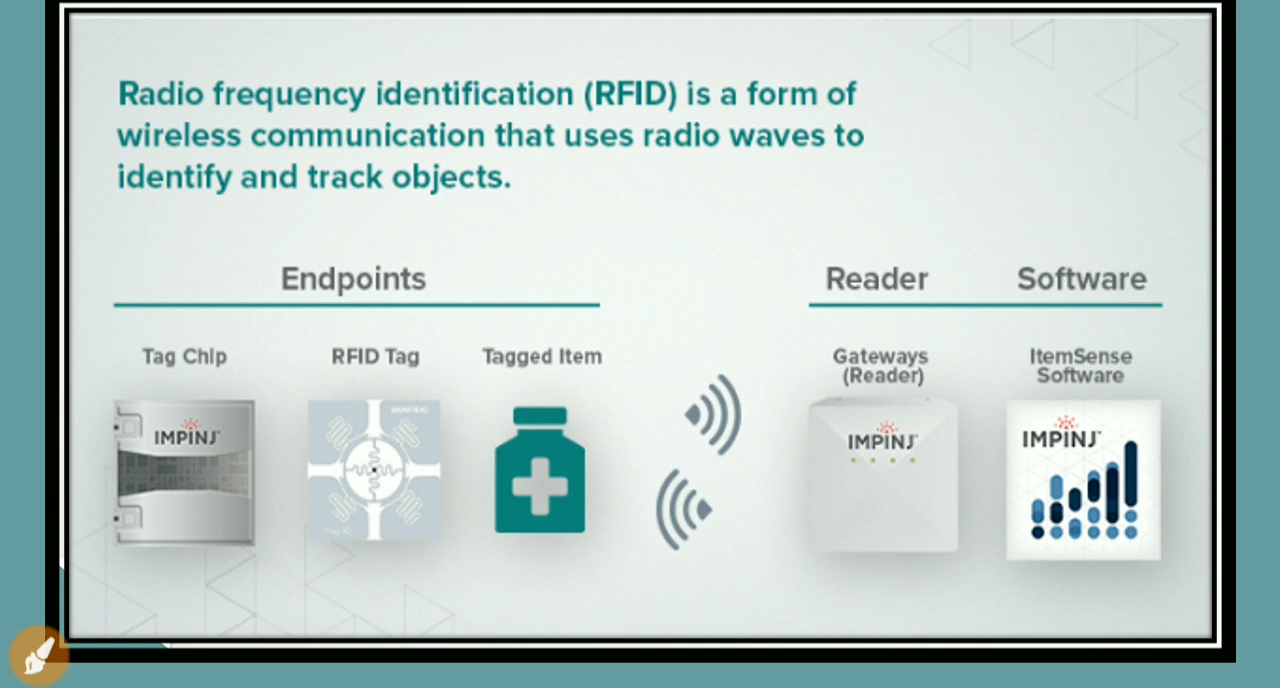 Radio frequency identification (RFID) is a form of
wireless communication that uses radio waves to
identify and track objects.
Endpoints
Reader
Software
Tag Chip
RFID Tag
Tagged Item
Gateways
(Reader)
ItemSense
Software
IMPINJ
SMARTRAC
IMPINJ
IMPINJ